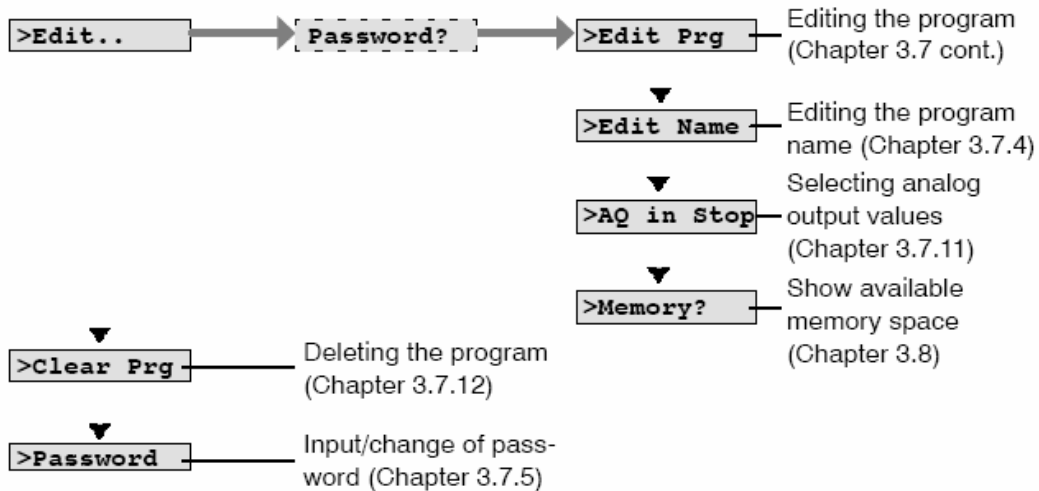 >Edit..
Password?
>Edit Prg
Editing the program
(Chapter 3.7 cont.)
>Edit Name
Editing the program
name (Chapter 3.7.4)
>AQ in Stop
Selecting analog
output values
(Chapter 3.7.11)
>Memory?
Show available
memory space
(Chapter 3.8)
>Clear Prg
Deleting the program
(Chapter 3.7.12)
>Password
Input/change of pass-
word (Chapter 3.7.5)